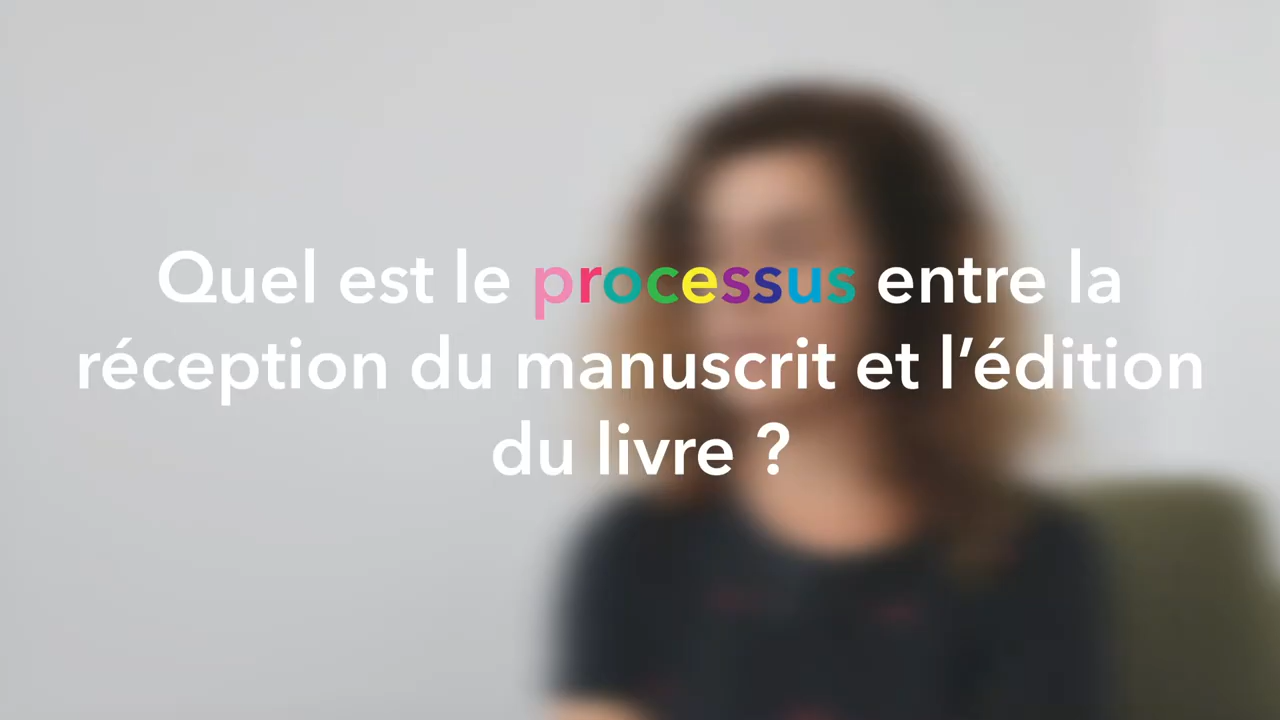 Quel est le processus entre la
réception du manuscrit et l’édition
du livre ?